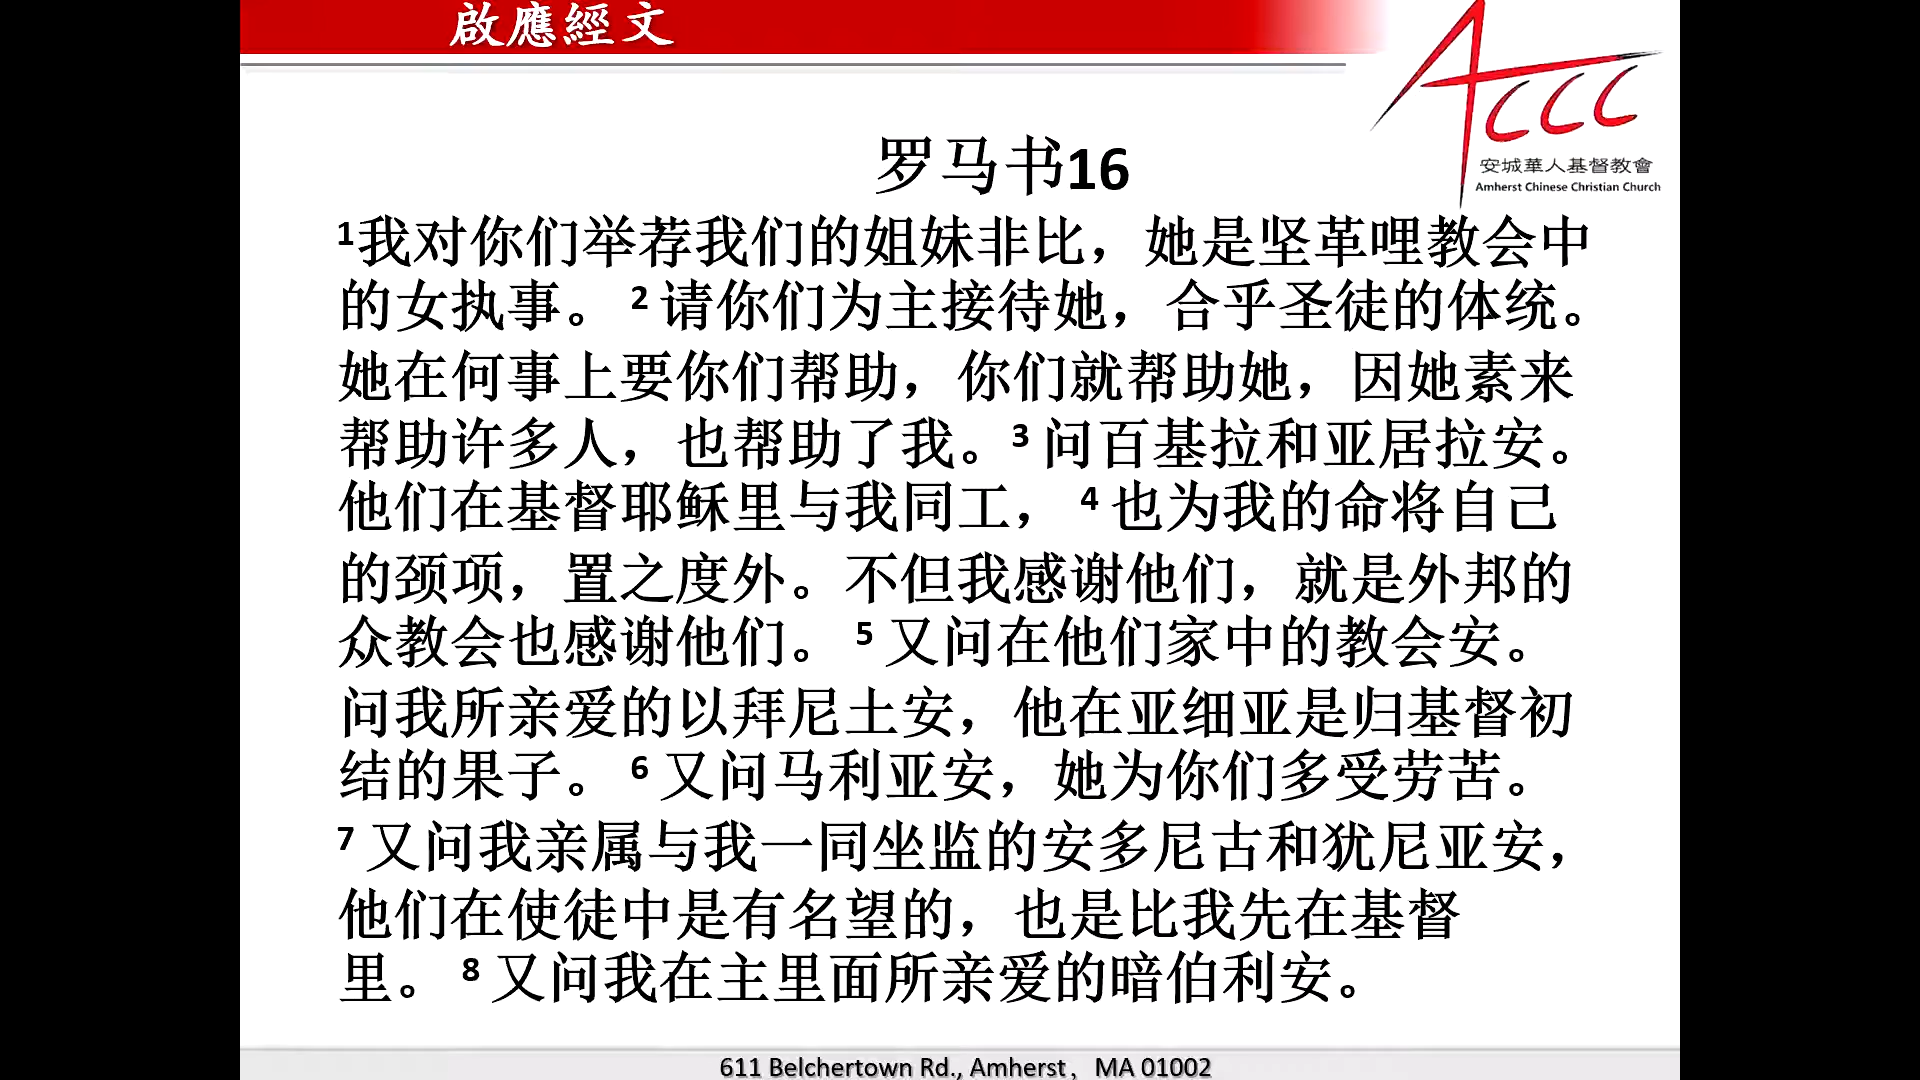 啟應經文
ACCC
安城華人基督教會
Amherst Chinese Christian Church
罗马书16
1我对你们举荐我们的姐妹非比，她是坚革哩教会中
的女执事。 2 请你们为主接待她，合乎圣徒的体统。
她在何事上要你们帮助，你们就帮助她，因她素来
帮助许多人，也帮助了我。3 问百基拉和亚居拉安。
他们在基督耶稣里与我同工， 4 也为我的命将自己
的颈项，置之度外。不但我感谢他们，就是外邦的
众教会也感谢他们。 5 又问在他们家中的教会安。
问我所亲爱的以拜尼土安，他在亚细亚是归基督初
结的果子。 6 又问马利亚安，她为你们多受劳苦。
7 又问我亲属与我一同坐监的安多尼古和犹尼亚安，
他们在使徒中是有名望的，也是比我先在基督
里。 8 又问我在主里面所亲爱的暗伯利安。
611 Belchertown Rd., Amherst，MA 01002